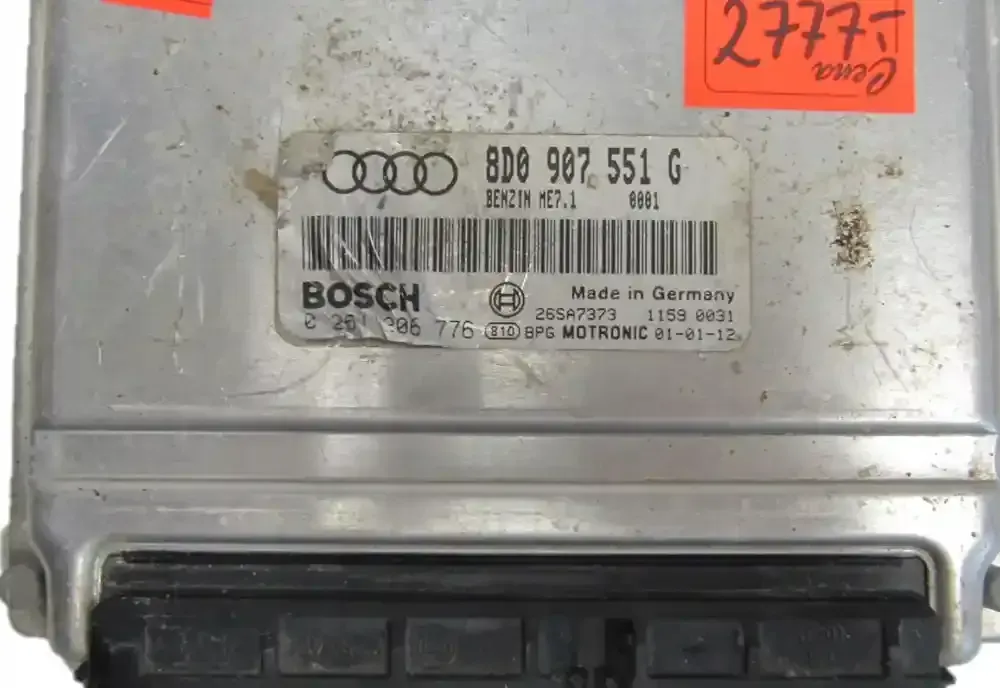 2777,-
Cena
8D0 907 551 G
BENZIN ME7.1 0001
BOSCH
Made in Germany
0 261 206 776
26SA7373 1159 0031
810 BPG MOTRONIC 01-01-12